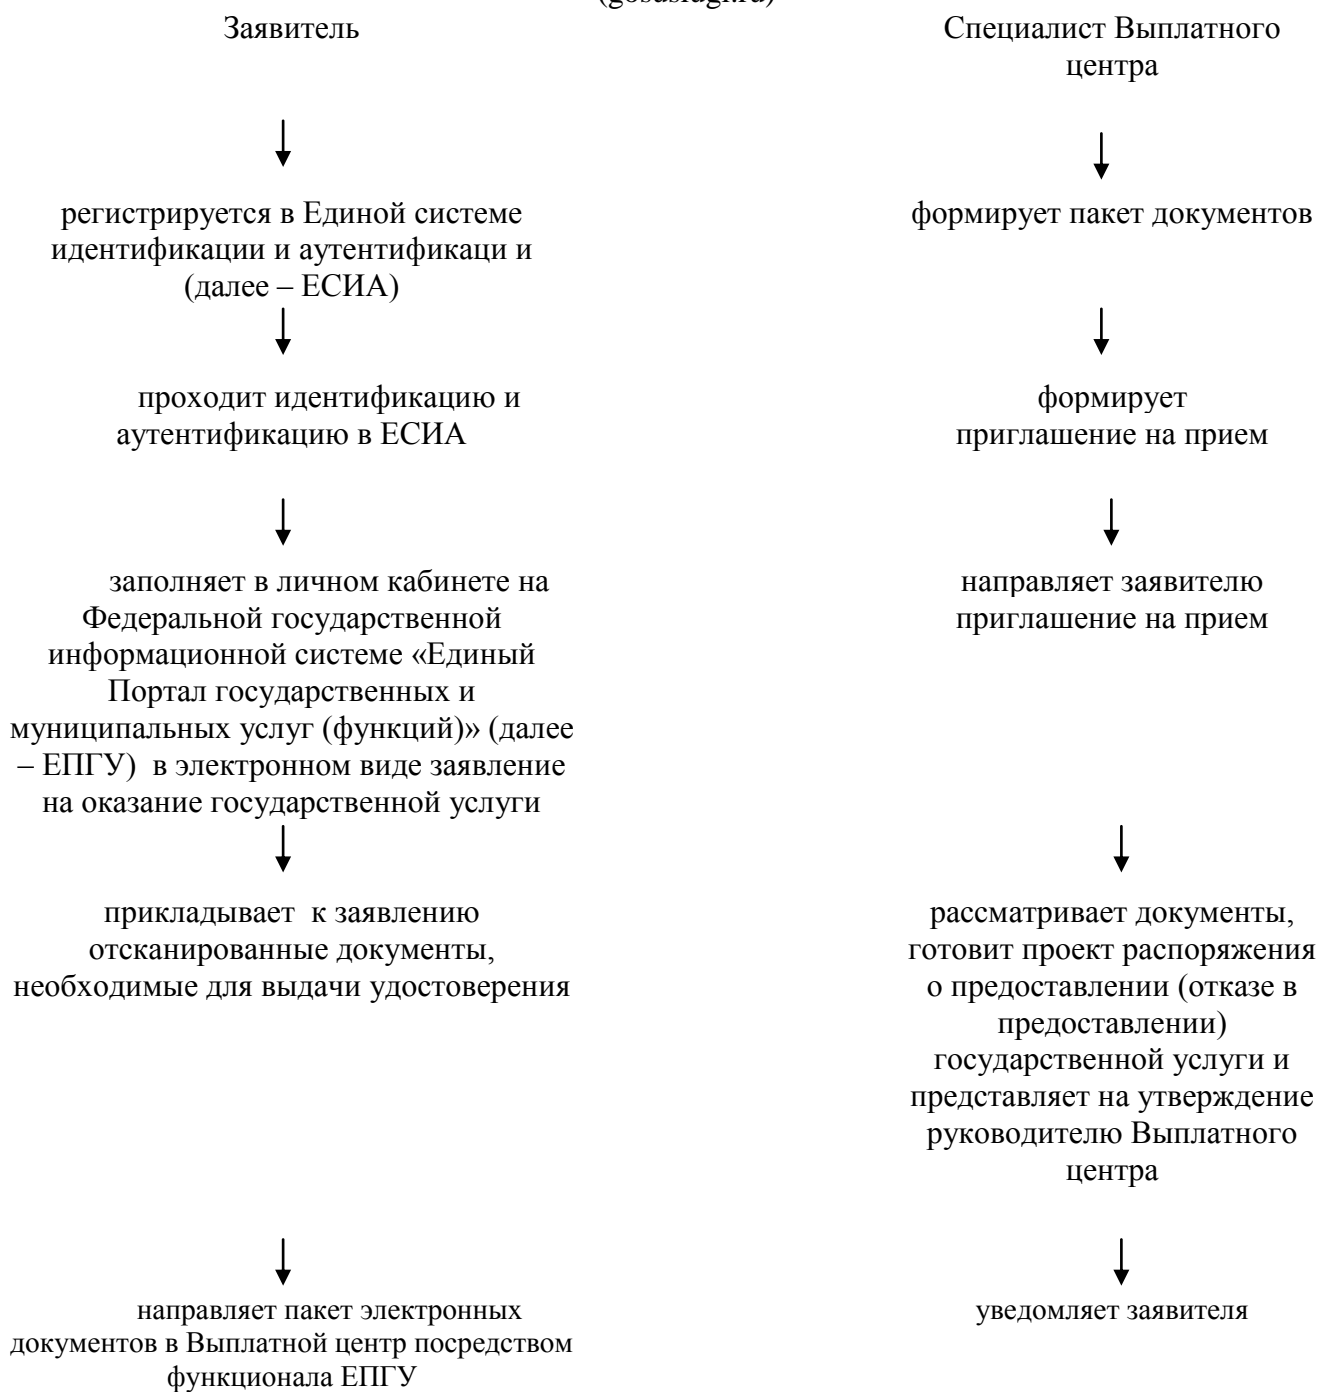 (gosuslugi.ru)
Заявитель
регистрируется в Единой системе
идентификации и аутентификаци и
(далее – ЕСИА)
проходит идентификацию и
аутентификацию в ЕСИА
заполняет в личном кабинете на
Федеральной государственной
информационной системе «Единый
Портал государственных и
муниципальных услуг (функций)» (далее
– ЕПГУ) в электронном виде заявление
на оказание государственной услуги
прикладывает к заявлению
отсканированные документы,
необходимые для выдачи удостоверения
направляет пакет электронных
документов в Выплатной центр посредством
функционала ЕПГУ
Специалист Выплатного
центра
формирует пакет документов
формирует
приглашение на прием
направляет заявителю
приглашение на прием
рассматривает документы,
готовит проект распоряжения
о предоставлении (отказе в
предоставлении)
государственной услуги и
представляет на утверждение
руководителю Выплатного
центра
уведомляет заявителя